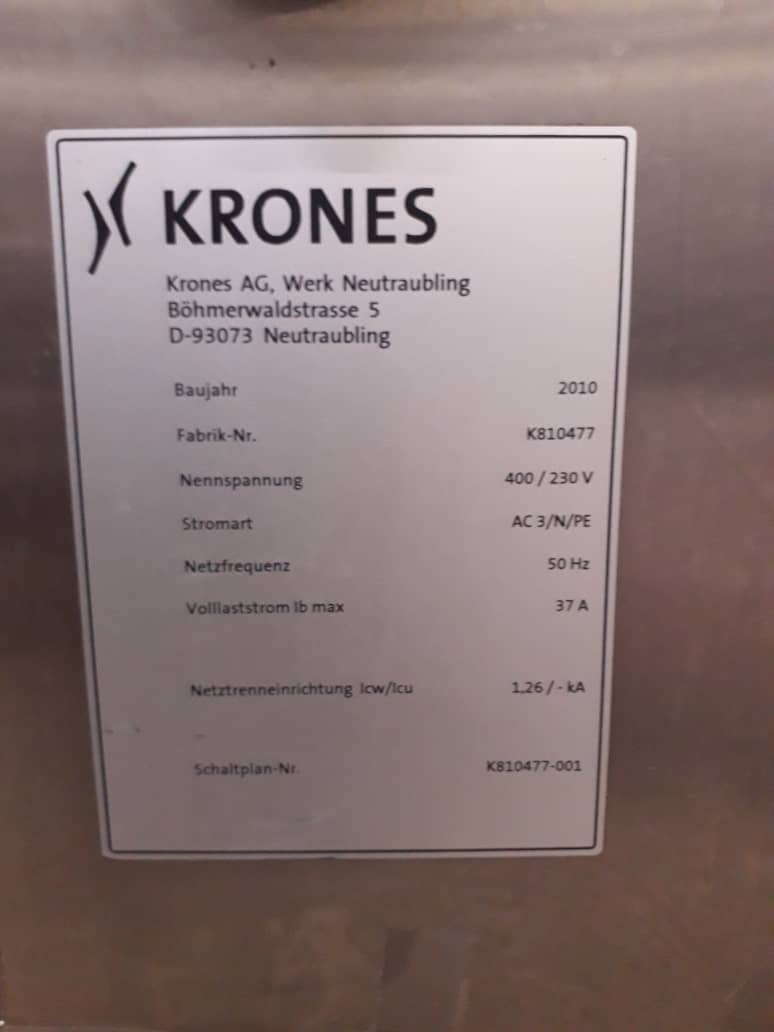 KRONES
Krones AG, Werk Neutraubling
Böhmerwaldstrasse 5
D-93073 Neutraubling
Baujahr 2010
Fabrik-Nr. K810477
Nennspannung 400 / 230 V
Stromart AC 3/N/PE
Netzfrequenz 50 Hz
Volllaststrom Ib max 37 A
Netztrenneinrichtung Icw/Icu 1,26 / - kA
Schaltplan-Nr. K810477-001